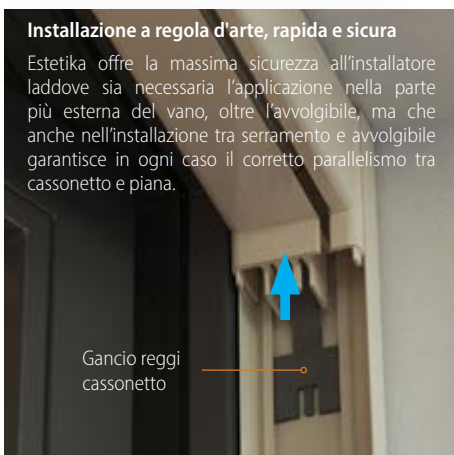 Installazione a regola d'arte, rapida e sicura
Estetika offre la massima sicurezza all'installatore
laddove sia necessaria l'applicazione nella parte
più esterna del vano, oltre l'avvolgibile, ma che
anche nell'installazione tra serramento e avvolgibile
garantisce in ogni caso il corretto parallelismo tra
cassonetto e piana.
Gancio reggi
cassonetto